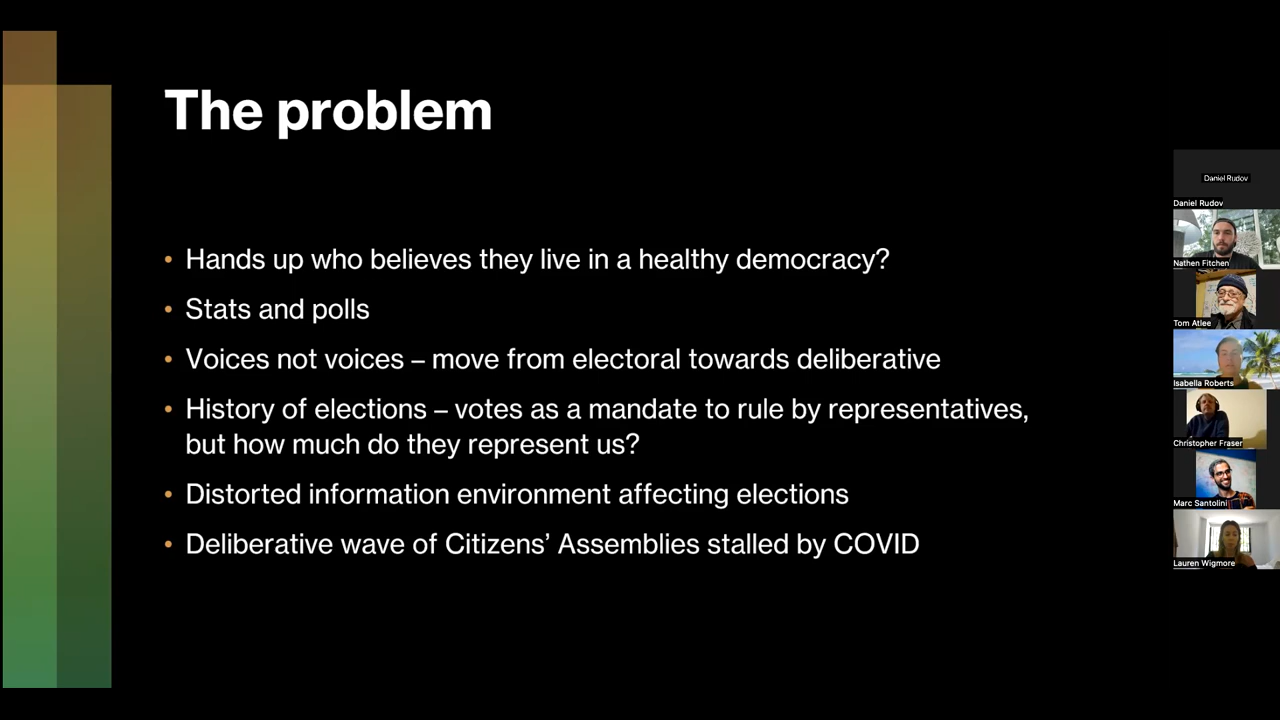 The problem
• Hands up who believes they live in a healthy democracy?
• Stats and polls
• Voices not voices – move from electoral towards deliberative
• History of elections – votes as a mandate to rule by representatives,
but how much do they represent us?
• Distorted information environment affecting elections
• Deliberative wave of Citizens’ Assemblies stalled by COVID
Daniel Rudov
Daniel Rudov
Nathen Fitchen
Tom Atlee
Isabella Roberts
Christopher Fraser
Marc Santolini
Lauren Wigmore